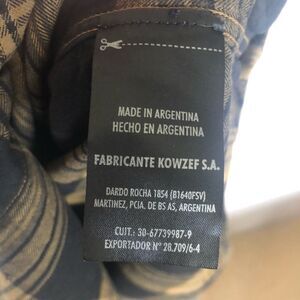 MADE IN ARGENTINA
HECHO EN ARGENTINA
FABRICANTE KOWZEF S.A.
DARDO ROCHA 1854 (B1640FSV)
MARTINEZ, PCIA. DE BS AS, ARGENTINA
CUIT.: 30-67739987-9
EXPORTADOR Nº 28.709/6-4